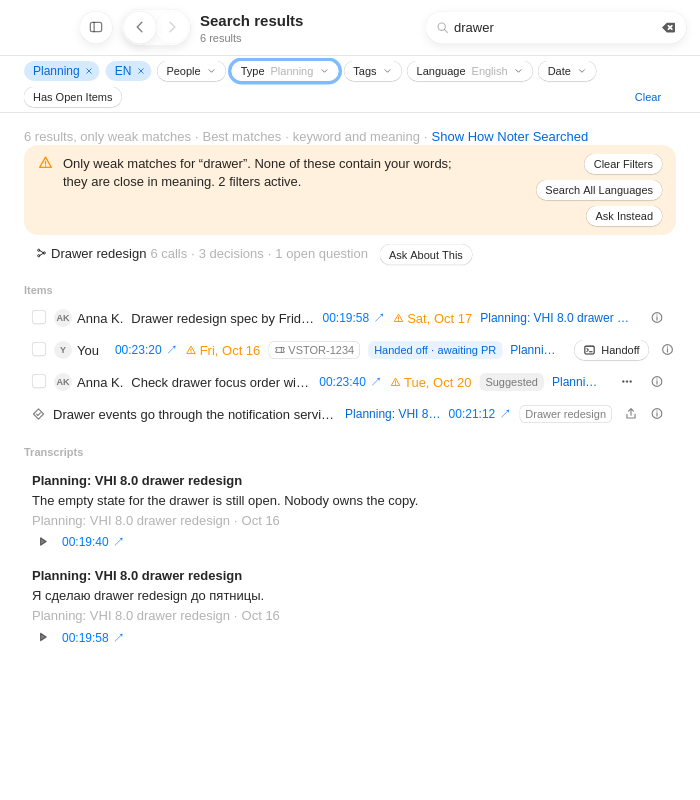 Search results
6 results
drawer
Planning × EN × People Type Planning Tags Language English Date
Has Open Items Clear
6 results, only weak matches · Best matches · keyword and meaning · Show How Noter Searched
Only weak matches for “drawer”. None of these contain your words; Clear Filters
they are close in meaning. 2 filters active. Search All Languages
Ask Instead
Drawer redesign 6 calls · 3 decisions · 1 open question Ask About This
Items
AK Anna K. Drawer redesign spec by Frid… 00:19:58 ↗ Sat, Oct 17 Planning: VHI 8.0 drawer …
Y You 00:23:20 ↗ Fri, Oct 16 VSTOR-1234 Handed off · awaiting PR Planni… Handoff
AK Anna K. Check drawer focus order wi… 00:23:40 ↗ Tue, Oct 20 Suggested Planni… •••
Drawer events go through the notification servi… Planning: VHI 8… 00:21:12 ↗ Drawer redesign
Transcripts
Planning: VHI 8.0 drawer redesign
The empty state for the drawer is still open. Nobody owns the copy.
Planning: VHI 8.0 drawer redesign · Oct 16
00:19:40 ↗
Planning: VHI 8.0 drawer redesign
Я сделаю drawer redesign до пятницы.
Planning: VHI 8.0 drawer redesign · Oct 16
00:19:58 ↗